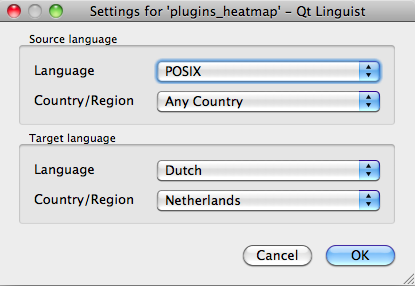 Settings for 'plugins_heatmap' - Qt Linguist
Source language
Language POSIX
Country/Region Any Country
Target language
Language Dutch
Country/Region Netherlands
Cancel OK